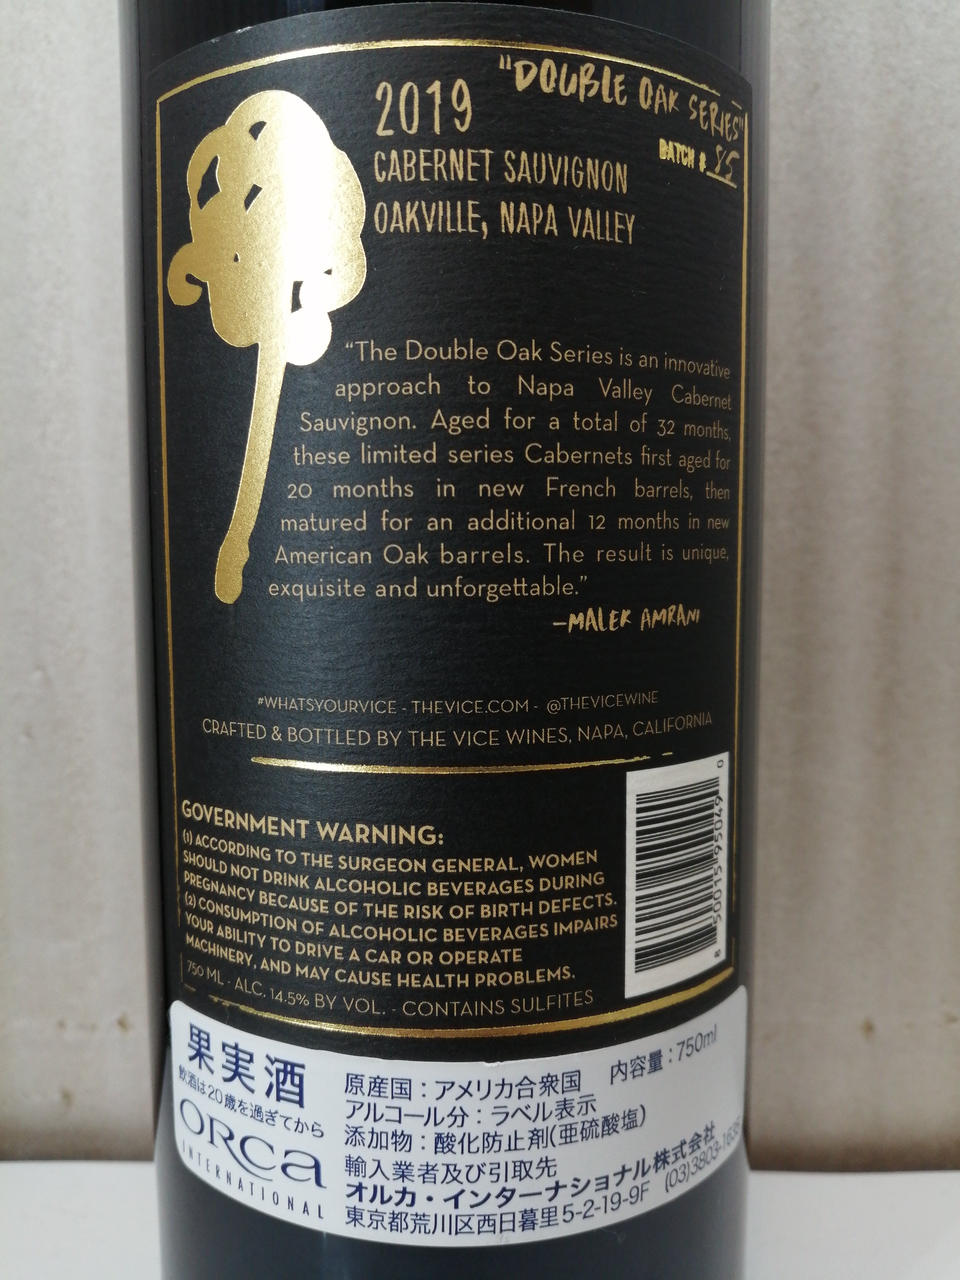 "DOUBLE OAK SERIES"
BATCH # 85
2019
CABERNET SAUVIGNON
OAKVILLE, NAPA VALLEY
“The Double Oak Series is an innovative
approach to Napa Valley Cabernet
Sauvignon. Aged for a total of 32 months,
these limited series Cabernets first aged for
20 months in new French barrels, then
matured for an additional 12 months in new
American Oak barrels. The result is unique,
exquisite and unforgettable.”
–MALEK AMRANI
#WHATSYOURVICE - THEVICE.COM - @THEVICEWINE
CRAFTED & BOTTLED BY THE VICE WINES, NAPA, CALIFORNIA
GOVERNMENT WARNING:
(1) ACCORDING TO THE SURGEON GENERAL, WOMEN
SHOULD NOT DRINK ALCOHOLIC BEVERAGES DURING
PREGNANCY BECAUSE OF THE RISK OF BIRTH DEFECTS.
(2) CONSUMPTION OF ALCOHOLIC BEVERAGES IMPAIRS
YOUR ABILITY TO DRIVE A CAR OR OPERATE
MACHINERY, AND MAY CAUSE HEALTH PROBLEMS.
750 ML - ALC. 14.5% BY VOL. - CONTAINS SULFITES
8 50015 95049 0
果実酒
飲酒は20歳を過ぎてから
ORCA
INTERNATIONAL
原産国：アメリカ合衆国 内容量：750ml
アルコール分：ラベル表示
添加物：酸化防止剤(亜硫酸塩)
輸入業者及び引取先
オルカ・インターナショナル株式会社
東京都荒川区西日暮里5-2-19-9F (03)3803-1635